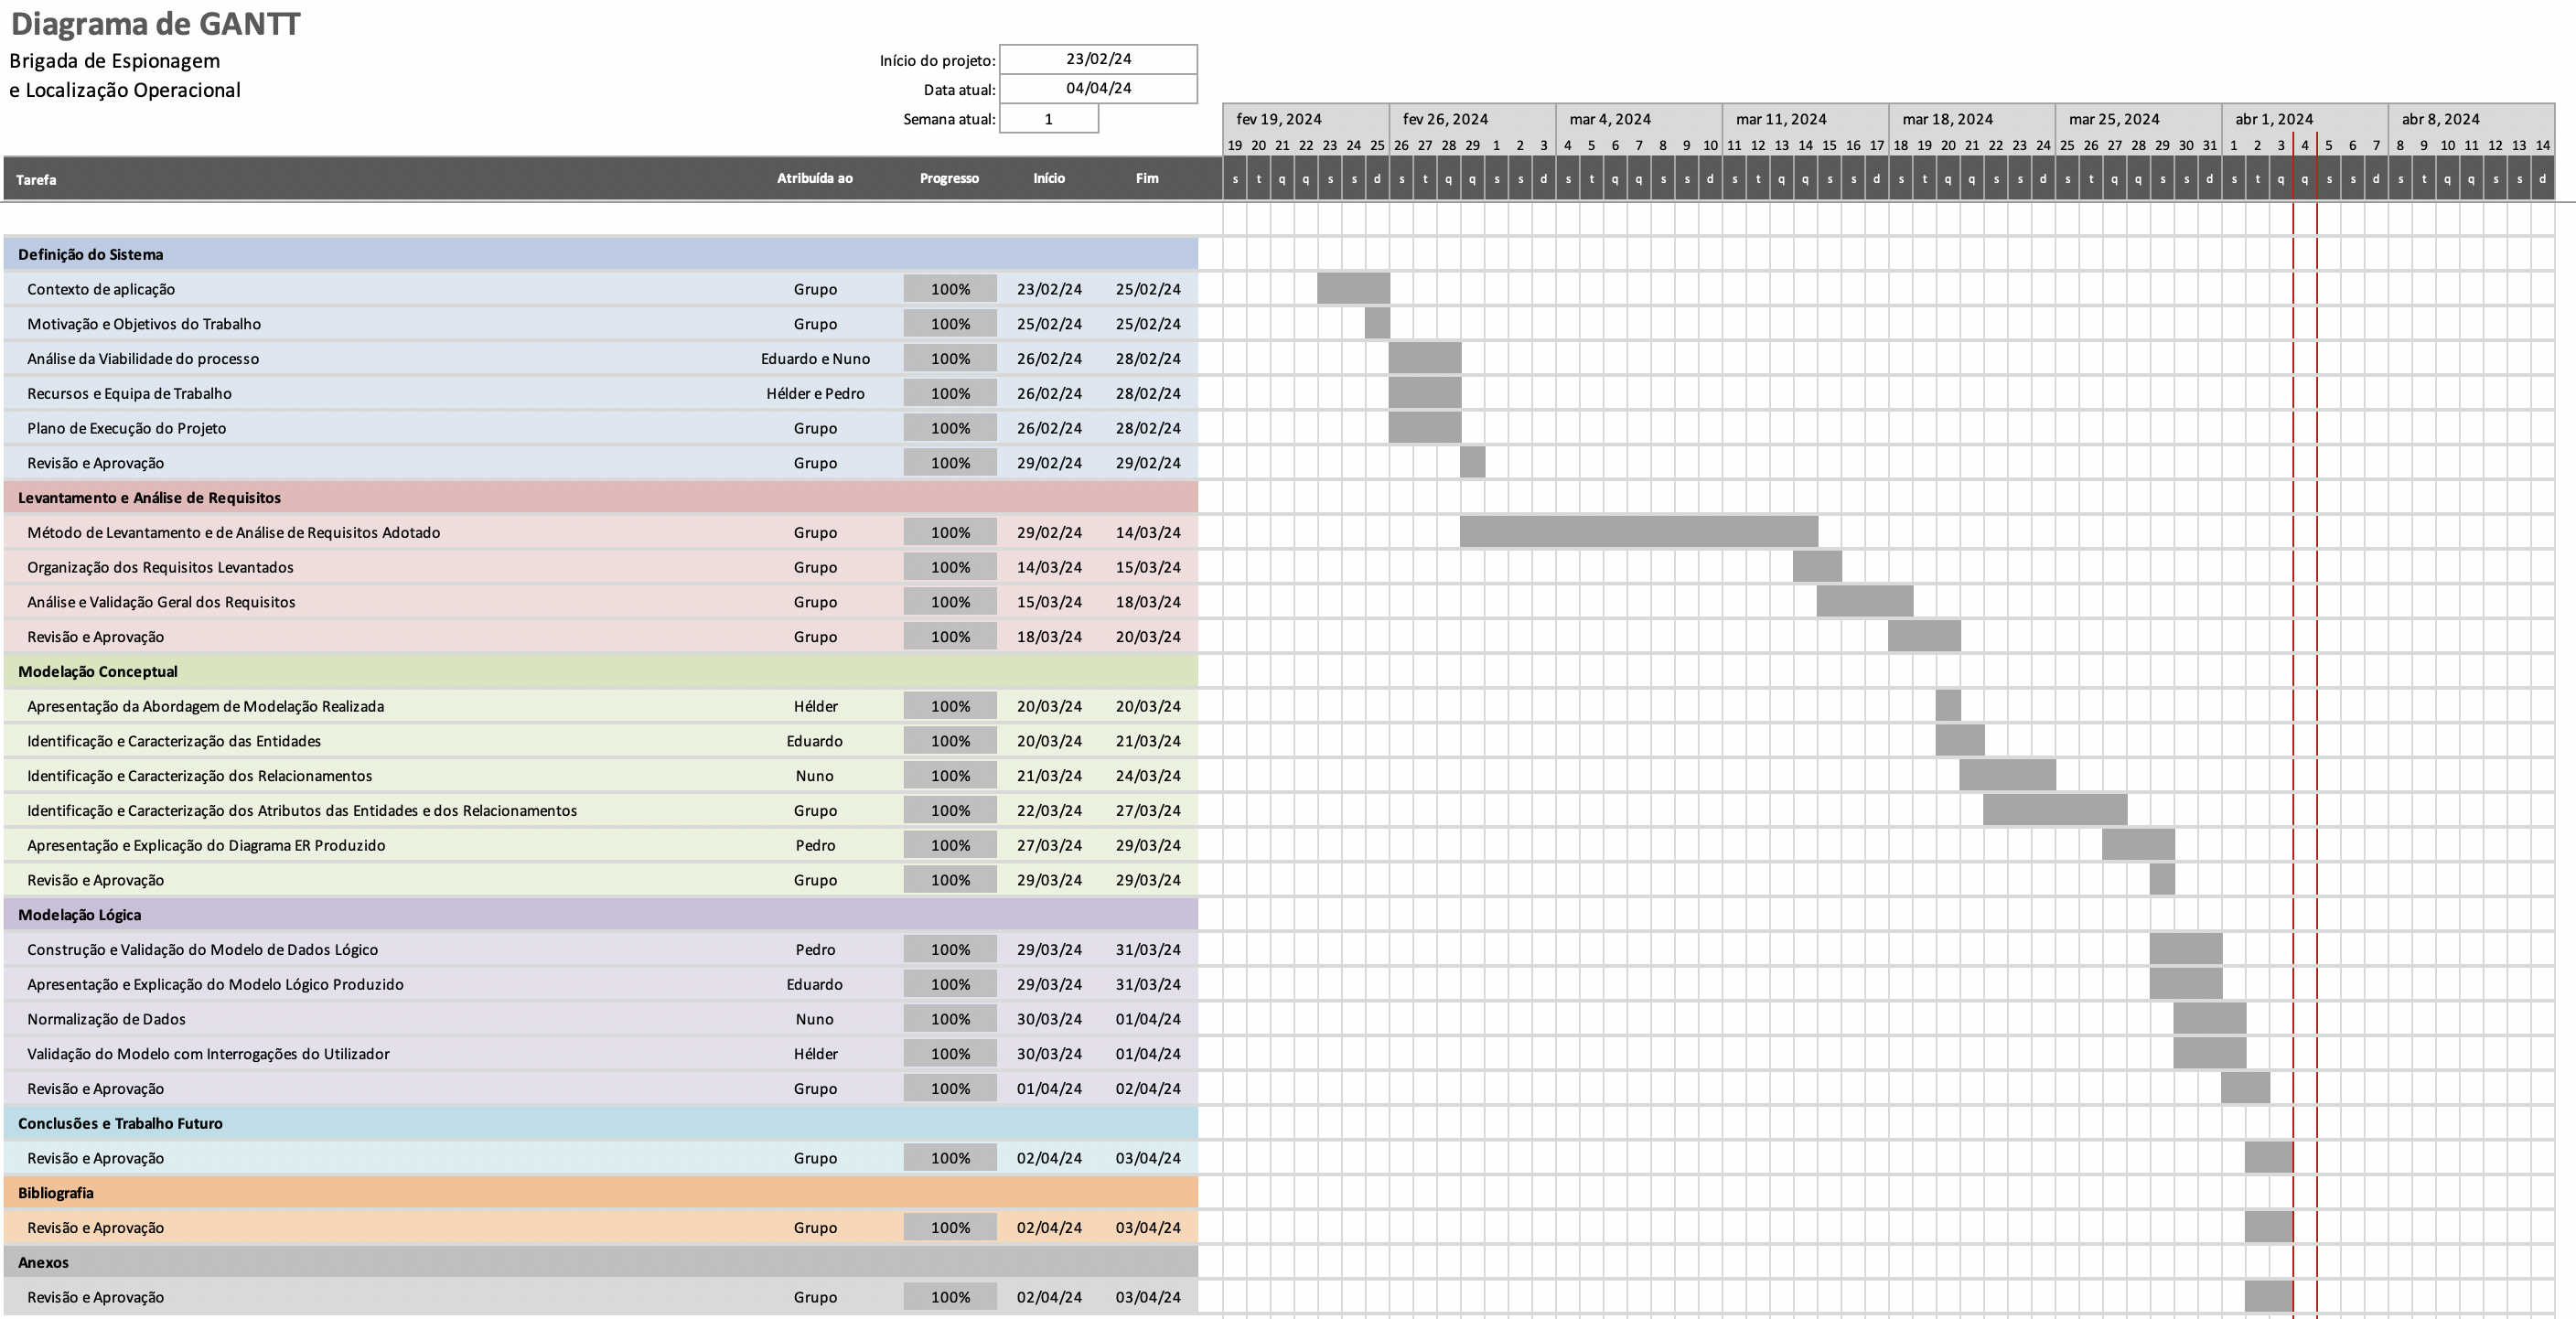 Diagrama de GANTT
Brigada de Espionagem
e Localização Operacional
Início do projeto: 23/02/24
Data atual: 04/04/24
Semana atual: 1
fev 19, 2024 fev 26, 2024 mar 4, 2024 mar 11, 2024 mar 18, 2024 mar 25, 2024 abr 1, 2024 abr 8, 2024
19 20 21 22 23 24 25 26 27 28 29 1 2 3 4 5 6 7 8 9 10 11 12 13 14 15 16 17 18 19 20 21 22 23 24 25 26 27 28 29 30 31 1 2 3 4 5 6 7 8 9 10 11 12 13 14
Tarefa Atribuída ao Progresso Início Fim s t q q s s d s t q q s s d s t q q s s d s t q q s s d s t q q s s d s t q q s s d s t q q s s d s t q q s s d
Definição do Sistema
Contexto de aplicação Grupo 100% 23/02/24 25/02/24
Motivação e Objetivos do Trabalho Grupo 100% 25/02/24 25/02/24
Análise da Viabilidade do processo Eduardo e Nuno 100% 26/02/24 28/02/24
Recursos e Equipa de Trabalho Hélder e Pedro 100% 26/02/24 28/02/24
Plano de Execução do Projeto Grupo 100% 26/02/24 28/02/24
Revisão e Aprovação Grupo 100% 29/02/24 29/02/24
Levantamento e Análise de Requisitos
Método de Levantamento e de Análise de Requisitos Adotado Grupo 100% 29/02/24 14/03/24
Organização dos Requisitos Levantados Grupo 100% 14/03/24 15/03/24
Análise e Validação Geral dos Requisitos Grupo 100% 15/03/24 18/03/24
Revisão e Aprovação Grupo 100% 18/03/24 20/03/24
Modelação Conceptual
Apresentação da Abordagem de Modelação Realizada Hélder 100% 20/03/24 20/03/24
Identificação e Caracterização das Entidades Eduardo 100% 20/03/24 21/03/24
Identificação e Caracterização dos Relacionamentos Nuno 100% 21/03/24 24/03/24
Identificação e Caracterização dos Atributos das Entidades e dos Relacionamentos Grupo 100% 22/03/24 27/03/24
Apresentação e Explicação do Diagrama ER Produzido Pedro 100% 27/03/24 29/03/24
Revisão e Aprovação Grupo 100% 29/03/24 29/03/24
Modelação Lógica
Construção e Validação do Modelo de Dados Lógico Pedro 100% 29/03/24 31/03/24
Apresentação e Explicação do Modelo Lógico Produzido Eduardo 100% 29/03/24 31/03/24
Normalização de Dados Nuno 100% 30/03/24 01/04/24
Validação do Modelo com Interrogações do Utilizador Hélder 100% 30/03/24 01/04/24
Revisão e Aprovação Grupo 100% 01/04/24 02/04/24
Conclusões e Trabalho Futuro
Revisão e Aprovação Grupo 100% 02/04/24 03/04/24
Bibliografia
Revisão e Aprovação Grupo 100% 02/04/24 03/04/24
Anexos
Revisão e Aprovação Grupo 100% 02/04/24 03/04/24